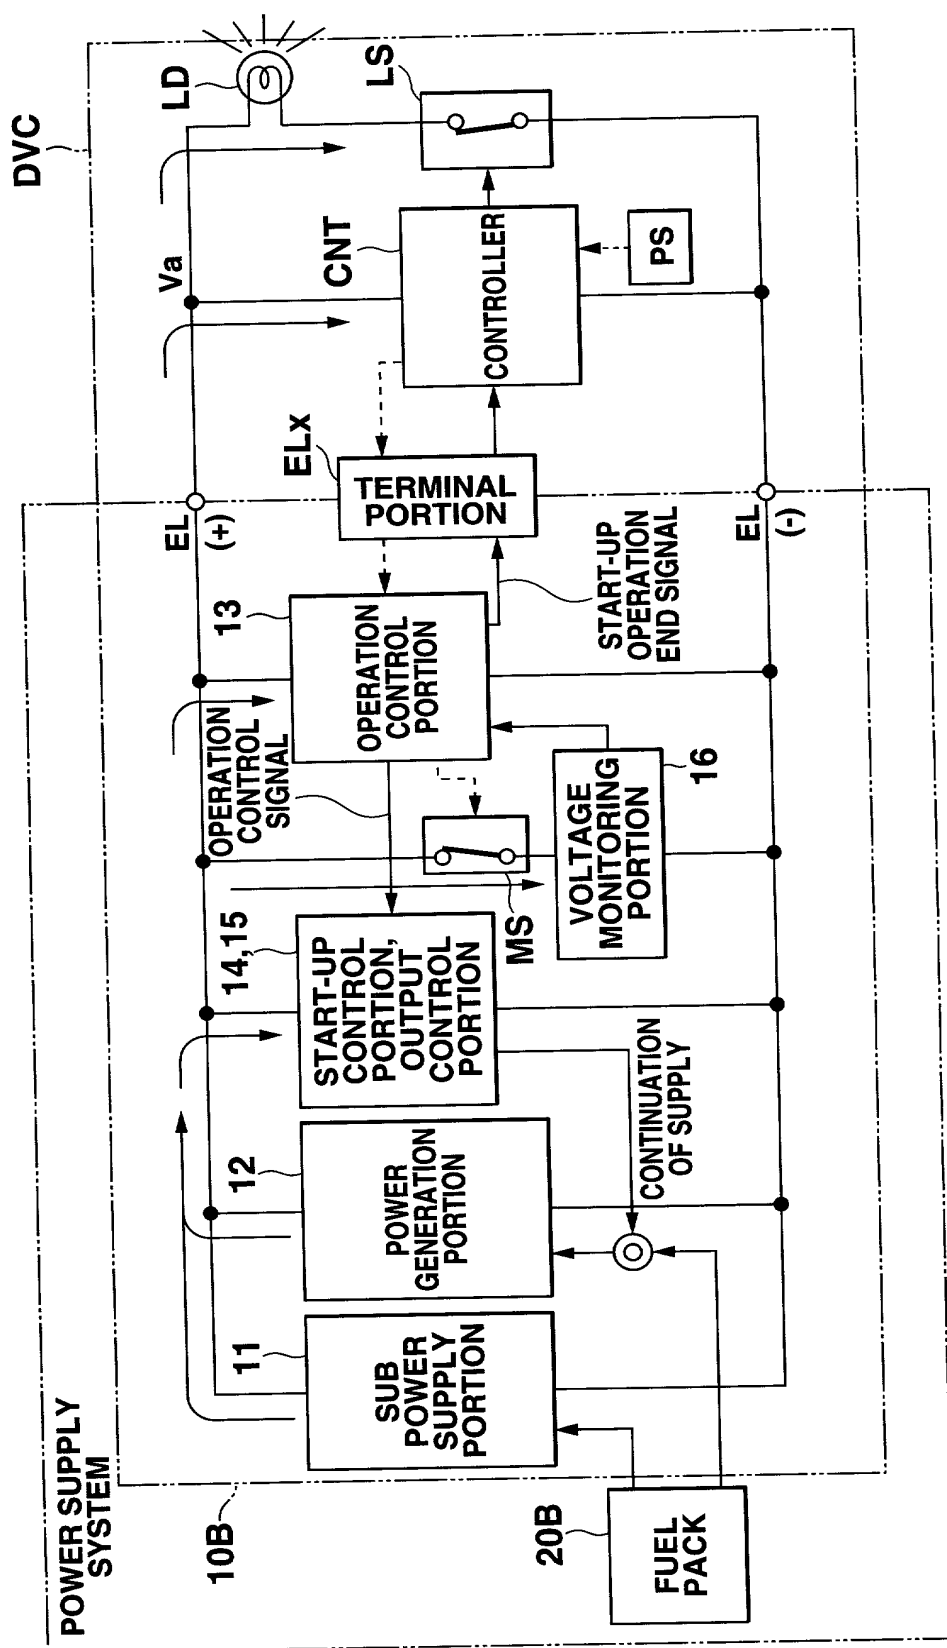 POWER SUPPLY
SYSTEM
10B
20B
FUEL
PACK
11
SUB
POWER
SUPPLY
PORTION
12
POWER
GENERATION
PORTION
CONTINUATION
OF SUPPLY
14,15
START-UP
CONTROL
PORTION,
OUTPUT
CONTROL
PORTION
MS
OPERATION
CONTROL
SIGNAL
VOLTAGE
MONITORING
PORTION
16
13
OPERATION
CONTROL
PORTION
START-UP
OPERATION
END SIGNAL
EL
(+)
EL
(-)
ELx
TERMINAL
PORTION
Va
CNT
CONTROLLER
PS
DVC
LD
LS